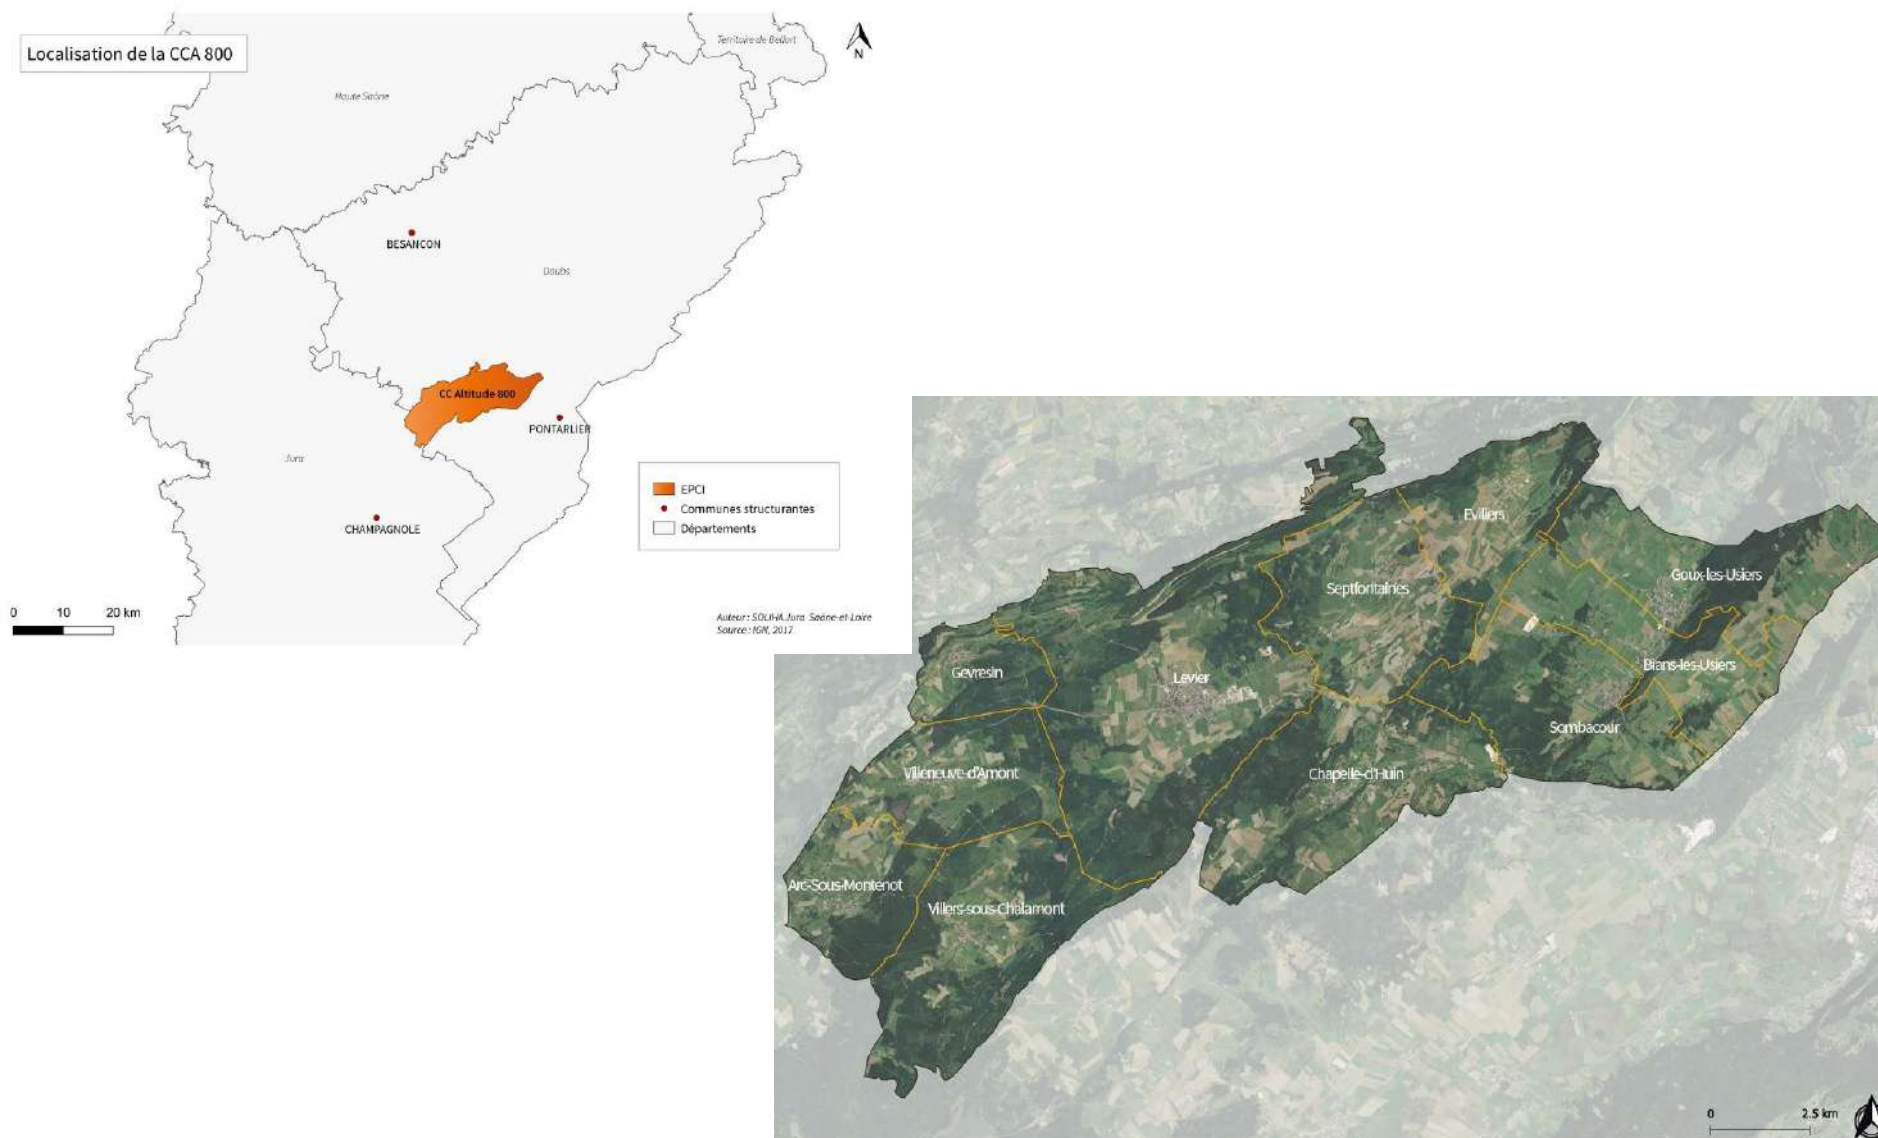 Localisation de la CCA 800
Territoire de Belfort
N
Haute Saône
BESANCON
Doubs
CC Altitude 800
PONTARLIER
Jura
CHAMPAGNOLE
EPCI
Communes structurantes
Départements
0 10 20 km
Auteur : SOLIHA Jura Saône-et-Loire
Source : IGN, 2017
Evilliers
Goux-les-Usiers
Septfontaines
Bians-les-Usiers
Gevresin
Levier
Sombacour
Villeneuve-d'Amont
Chapelle-d'Huin
Arc-Sous-Montenot
Villers-sous-Chalamont
0 2.5 km